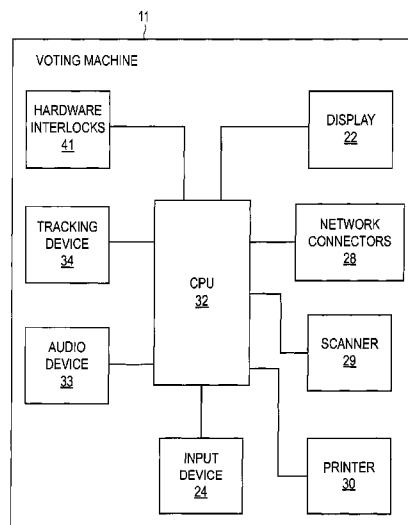 11
VOTING MACHINE
HARDWARE
INTERLOCKS
41
DISPLAY
22
TRACKING
DEVICE
34
CPU
32
NETWORK
CONNECTORS
28
AUDIO
DEVICE
33
SCANNER
29
INPUT
DEVICE
24
PRINTER
30